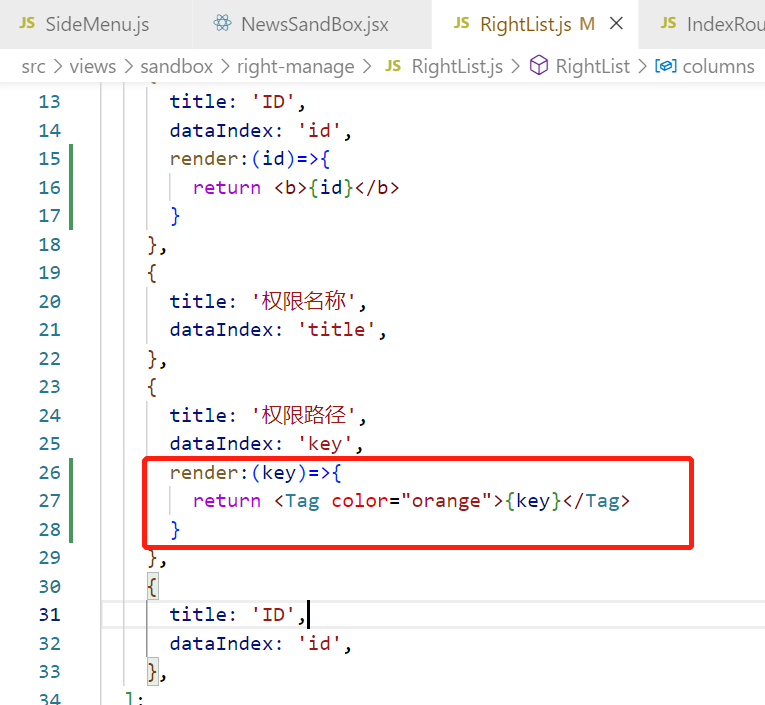 JS SideMenu.js NewsSandBox.jsx JS RightList.js M × JS IndexRou
src > views > sandbox > right-manage > JS RightList.js > RightList > columns
13 title: 'ID',
14 dataIndex: 'id',
15 render:(id)=>{
16 return <b>{id}</b>
17 }
18 },
19 {
20 title: '权限名称',
21 dataIndex: 'title',
22 },
23 {
24 title: '权限路径',
25 dataIndex: 'key',
26 render:(key)=>{
27 return <Tag color="orange">{key}</Tag>
28 }
29 },
30 {
31 title: 'ID',
32 dataIndex: 'id',
33 },
34 ];